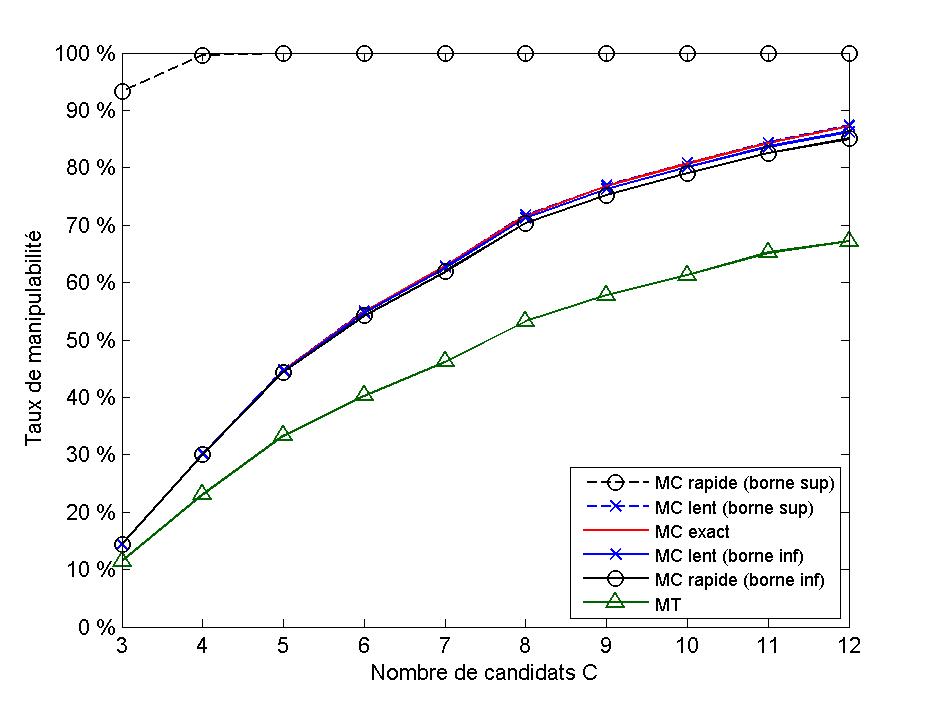 100 %
90 %
80 %
70 %
60 %
50 %
40 %
30 %
20 %
10 %
0 %
Taux de manipulabilité
3 4 5 6 7 8 9 10 11 12
Nombre de candidats C
MC rapide (borne sup)
MC lent (borne sup)
MC exact
MC lent (borne inf)
MC rapide (borne inf)
MT